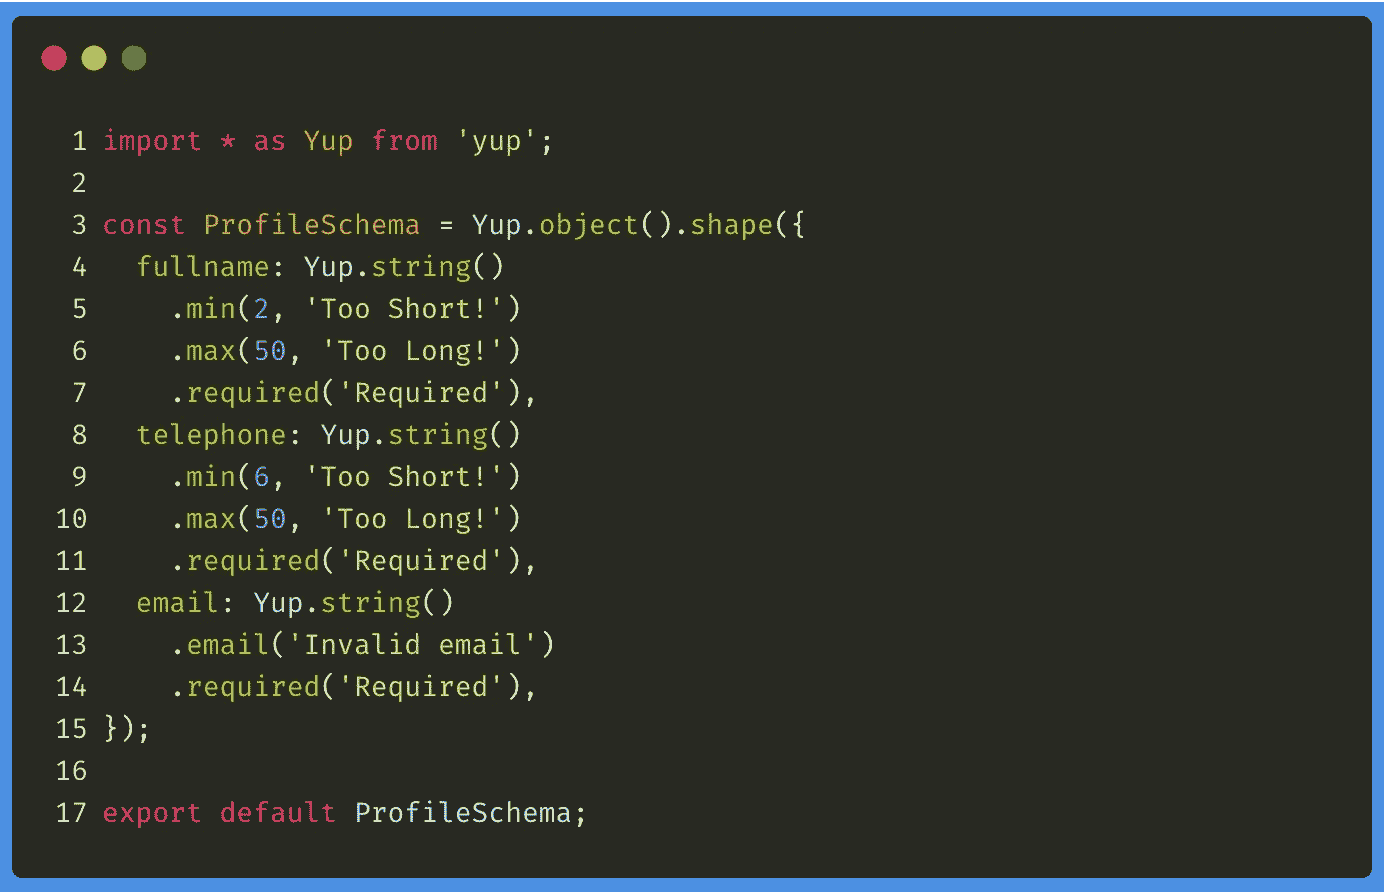 1 import * as Yup from 'yup';
2
3 const ProfileSchema = Yup.object().shape({
4   fullname: Yup.string()
5     .min(2, 'Too Short!')
6     .max(50, 'Too Long!')
7     .required('Required'),
8   telephone: Yup.string()
9     .min(6, 'Too Short!')
10     .max(50, 'Too Long!')
11     .required('Required'),
12   email: Yup.string()
13     .email('Invalid email')
14     .required('Required'),
15 });
16
17 export default ProfileSchema;